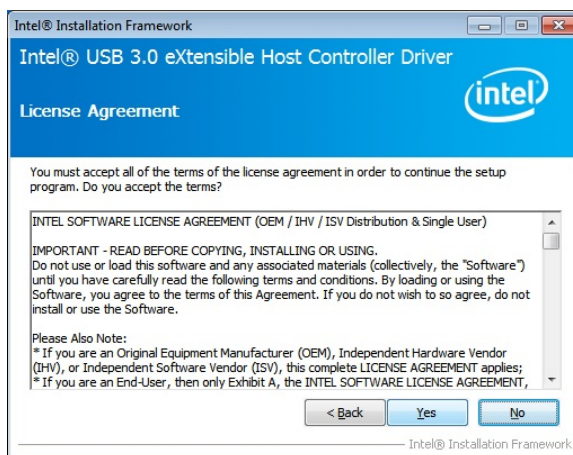 Intel® Installation Framework
Intel® USB 3.0 eXtensible Host Controller Driver
License Agreement
intel
You must accept all of the terms of the license agreement in order to continue the setup
program. Do you accept the terms?
INTEL SOFTWARE LICENSE AGREEMENT (OEM / IHV / ISV Distribution & Single User)
IMPORTANT - READ BEFORE COPYING, INSTALLING OR USING.
Do not use or load this software and any associated materials (collectively, the "Software")
until you have carefully read the following terms and conditions. By loading or using the
Software, you agree to the terms of this Agreement. If you do not wish to so agree, do not
install or use the Software.
Please Also Note:
* If you are an Original Equipment Manufacturer (OEM), Independent Hardware Vendor
(IHV), or Independent Software Vendor (ISV), this complete LICENSE AGREEMENT applies;
* If you are an End-User, then only Exhibit A, the INTEL SOFTWARE LICENSE AGREEMENT,
< Back Yes No
Intel® Installation Framework